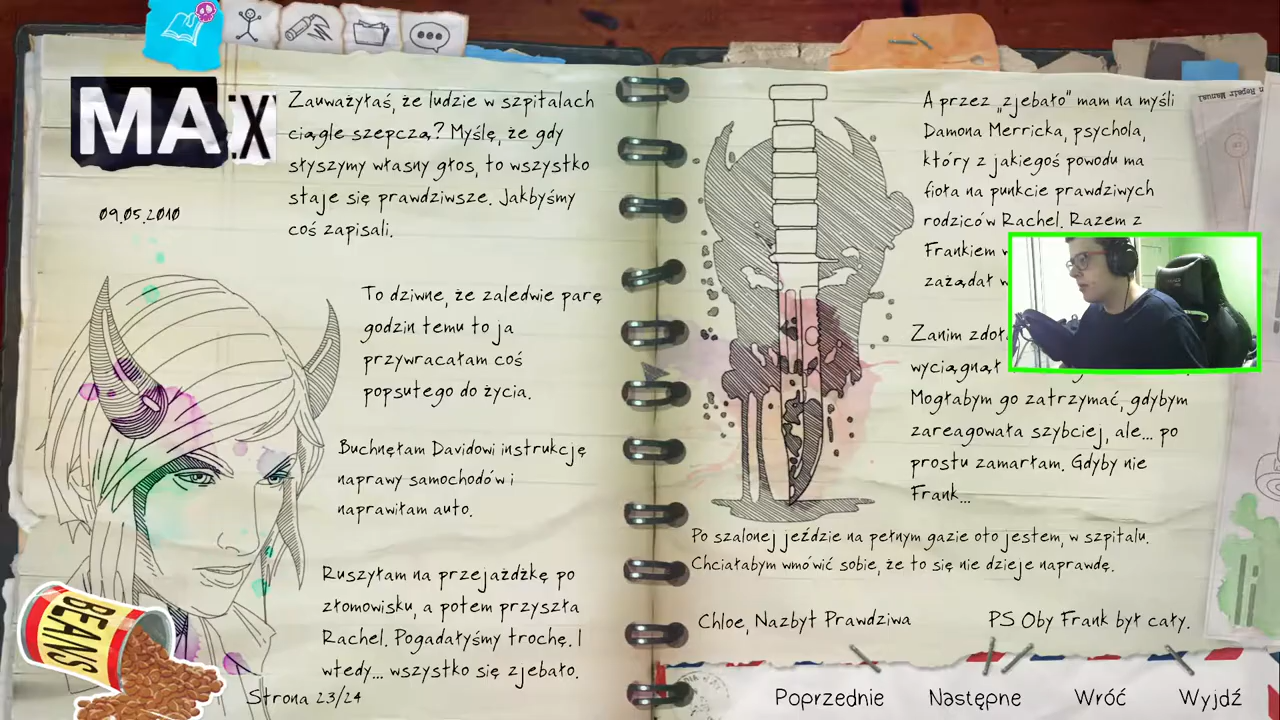 MAX
09.05.2010
Zauważyłaś, że ludzie w szpitalach
ciągle szepczą? Myślę, że gdy
słyszymy własny głos, to wszystko
staje się prawdziwsze. Jakbyśmy
coś zapisali.
To dziwne, że zaledwie parę
godzin temu to ja
przywracałam coś
popsutego do życia.
Buchnęłam Davidowi instrukcję
naprawy samochodów i
naprawiłam auto.
Ruszyłam na przejażdżkę po
złomowisku, a potem przyszła
Rachel. Pogadałyśmy trochę. I
wtedy... wszystko się zjebało.
BEANS
Strona 23/24
A przez „zjebało" mam na myśli
Damona Merricka, psychola,
który z jakiegoś powodu ma
fioła na punkcie prawdziwych
rodziców Rachel. Razem z
Frankiem
zażądał
Zanim
wyciągnął
Mogłabym go zatrzymać, gdybym
zareagowała szybciej, ale... po
prostu zamarłam. Gdyby nie
Frank...
Po szalonej jeździe na pełnym gazie oto jestem, w szpitalu.
Chciałabym wmówić sobie, że to się nie dzieje naprawdę.
Chloe, Nazbyt Prawdziwa
PS Oby Frank był cały.
Poprzednie Następne Wróć Wyjdź